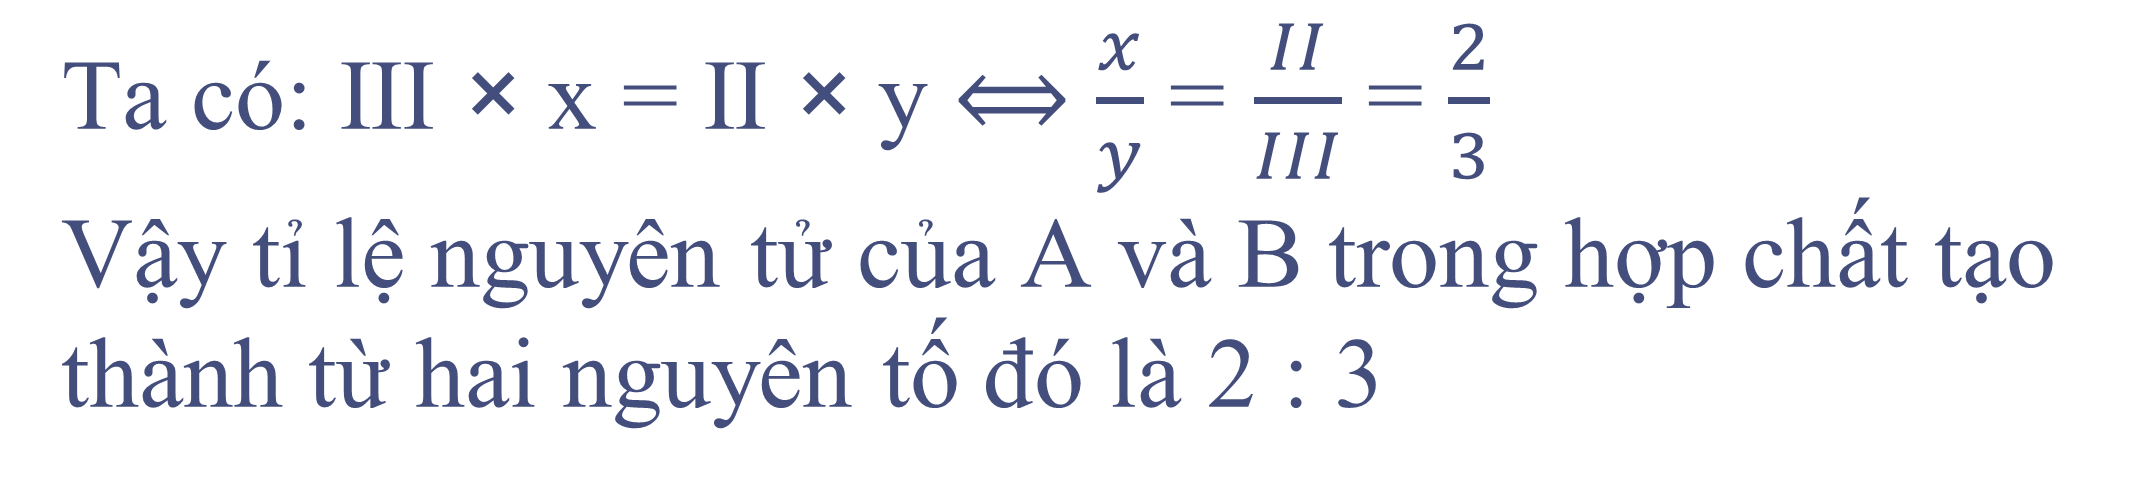 Ta có: III × x = II × y ⟺ x/y = II/III = 2/3
Vậy tỉ lệ nguyên tử của A và B trong hợp chất tạo
thành từ hai nguyên tố đó là 2 : 3